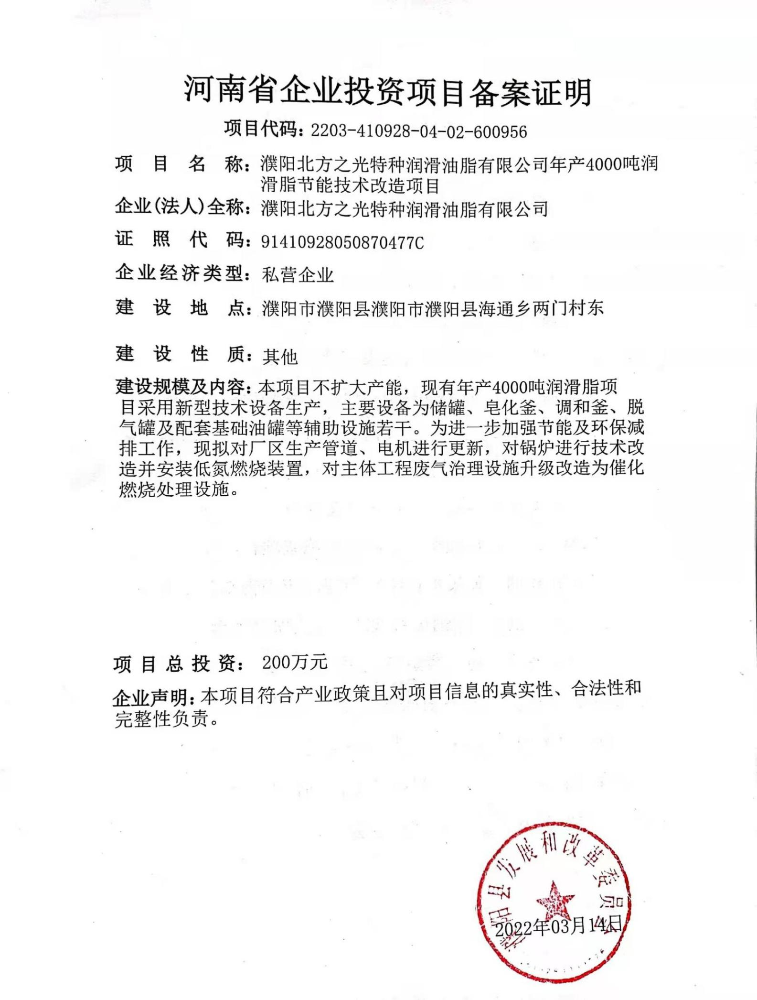 河南省企业投资项目备案证明
项目代码：2203-410928-04-02-600956
项目名称：濮阳北方之光特种润滑油脂有限公司年产4000吨润
滑脂节能技术改造项目
企业(法人)全称：濮阳北方之光特种润滑油脂有限公司
证照代码：91410928050870477C
企业经济类型：私营企业
建设地点：濮阳市濮阳县濮阳市濮阳县海通乡两门村东
建设性质：其他
建设规模及内容：本项目不扩大产能，现有年产4000吨润滑脂项
目采用新型技术设备生产，主要设备为储罐、皂化釜、调和釜、脱
气罐及配套基础油罐等辅助设施若干。为进一步加强节能及环保减
排工作，现拟对厂区生产管道、电机进行更新，对锅炉进行技术改
造并安装低氮燃烧装置，对主体工程废气治理设施升级改造为催化
燃烧处理设施。
项目总投资：200万元
企业声明：本项目符合产业政策且对项目信息的真实性、合法性和
完整性负责。
濮阳县发展和改革委员会
2022年03月14日